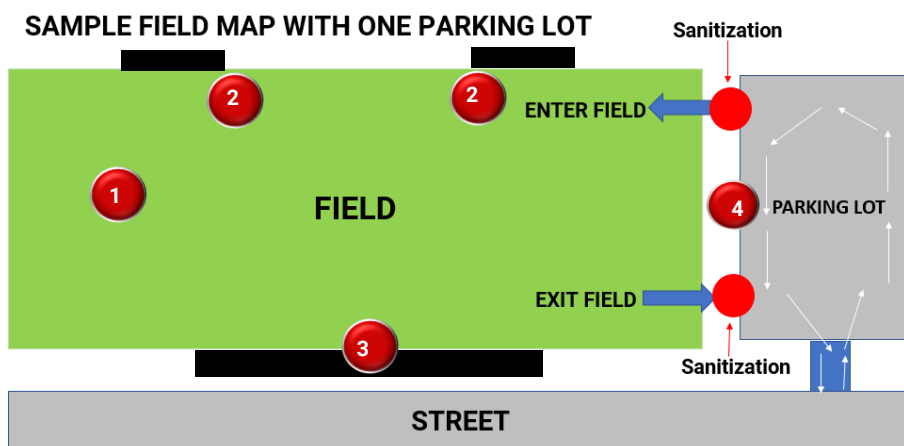 SAMPLE FIELD MAP WITH ONE PARKING LOT
Sanitization
2
2
ENTER FIELD
1
FIELD
4
PARKING LOT
EXIT FIELD
3
Sanitization
STREET